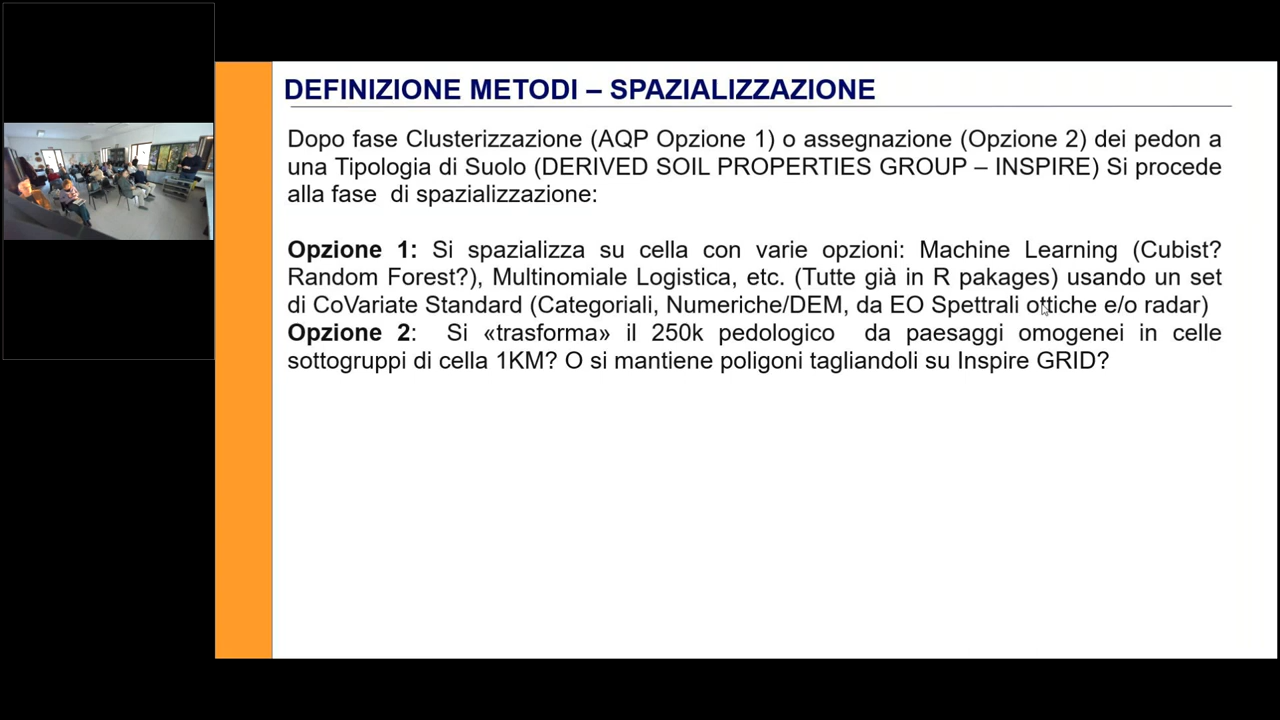 DEFINIZIONE METODI – SPAZIALIZZAZIONE
Dopo fase Clusterizzazione (AQP Opzione 1) o assegnazione (Opzione 2) dei pedon a
una Tipologia di Suolo (DERIVED SOIL PROPERTIES GROUP – INSPIRE) Si procede
alla fase di spazializzazione:
Opzione 1: Si spazializza su cella con varie opzioni: Machine Learning (Cubist?
Random Forest?), Multinomiale Logistica, etc. (Tutte già in R pakages) usando un set
di CoVariate Standard (Categoriali, Numeriche/DEM, da EO Spettrali ottiche e/o radar)
Opzione 2: Si «trasforma» il 250k pedologico da paesaggi omogenei in celle
sottogruppi di cella 1KM? O si mantiene poligoni tagliandoli su Inspire GRID?